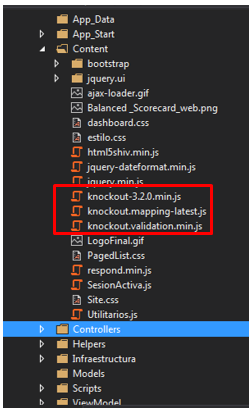 App_Data
App_Start
Content
bootstrap
jquery.ui
ajax-loader.gif
Balanced _Scorecard_web.png
dashboard.css
estilo.css
html5shiv.min.js
jquery-dateformat.min.js
jquery.min.js
knockout-3.2.0.min.js
knockout.mapping-latest.js
knockout.validation.min.js
LogoFinal.gif
PagedList.css
respond.min.js
SesionActiva.js
Site.css
Utilitarios.js
Controllers
Helpers
Infraestructura
Models
Scripts
ViewModel